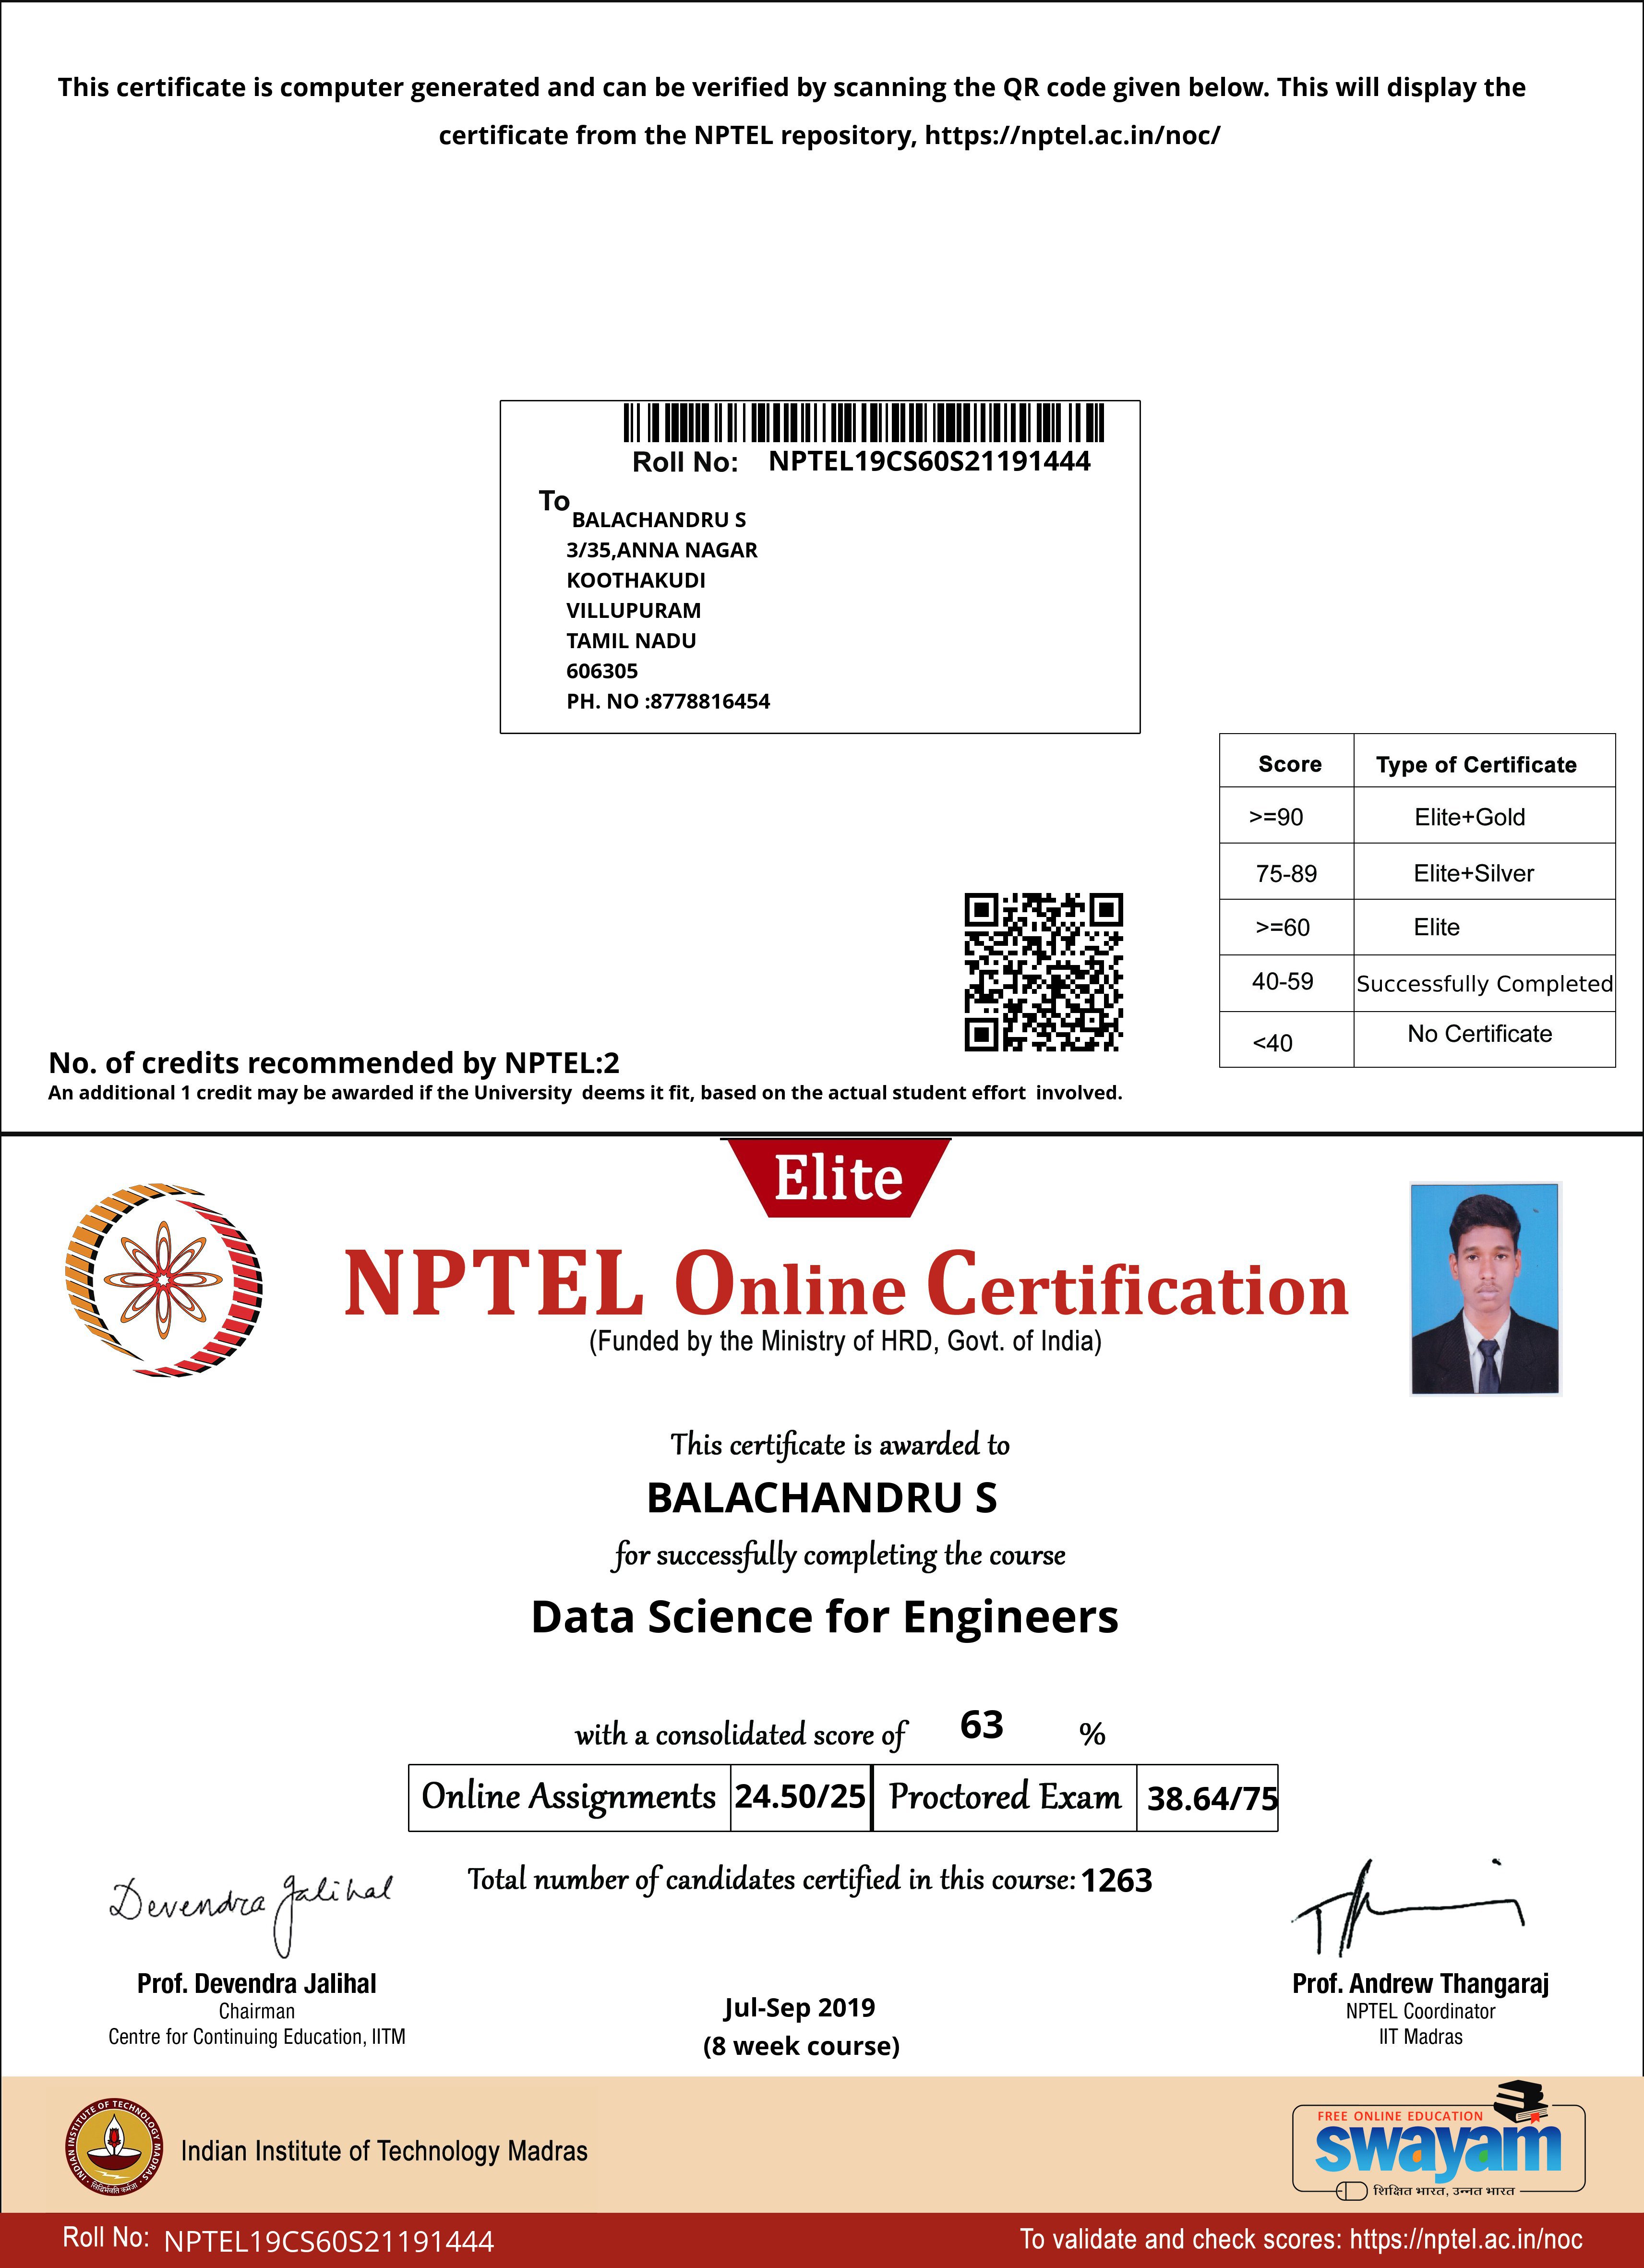 This certificate is computer generated and can be verified by scanning the QR code given below. This will display the
certificate from the NPTEL repository, https://nptel.ac.in/noc/
Roll No: NPTEL19CS60S21191444
To
BALACHANDRU S
3/35,ANNA NAGAR
KOOTHAKUDI
VILLUPURAM
TAMIL NADU
606305
PH. NO :8778816454
Score Type of Certificate
>=90 Elite+Gold
75-89 Elite+Silver
>=60 Elite
40-59 Successfully Completed
<40 No Certificate
No. of credits recommended by NPTEL:2
An additional 1 credit may be awarded if the University deems it fit, based on the actual student effort involved.
Elite
NPTEL Online Certification
(Funded by the Ministry of HRD, Govt. of India)
This certificate is awarded to
BALACHANDRU S
for successfully completing the course
Data Science for Engineers
with a consolidated score of 63 %
Online Assignments 24.50/25 Proctored Exam 38.64/75
Total number of candidates certified in this course: 1263
Devendra Jalihal
Prof. Devendra Jalihal
Chairman
Centre for Continuing Education, IITM
Jul-Sep 2019
(8 week course)
Prof. Andrew Thangaraj
NPTEL Coordinator
IIT Madras
INDIAN INSTITUTE OF TECHNOLOGY MADRAS
सिद्धिर्भवति कर्मजा
Indian Institute of Technology Madras
FREE ONLINE EDUCATION
swayam
शिक्षित भारत, उन्नत भारत
Roll No: NPTEL19CS60S21191444
To validate and check scores: https://nptel.ac.in/noc